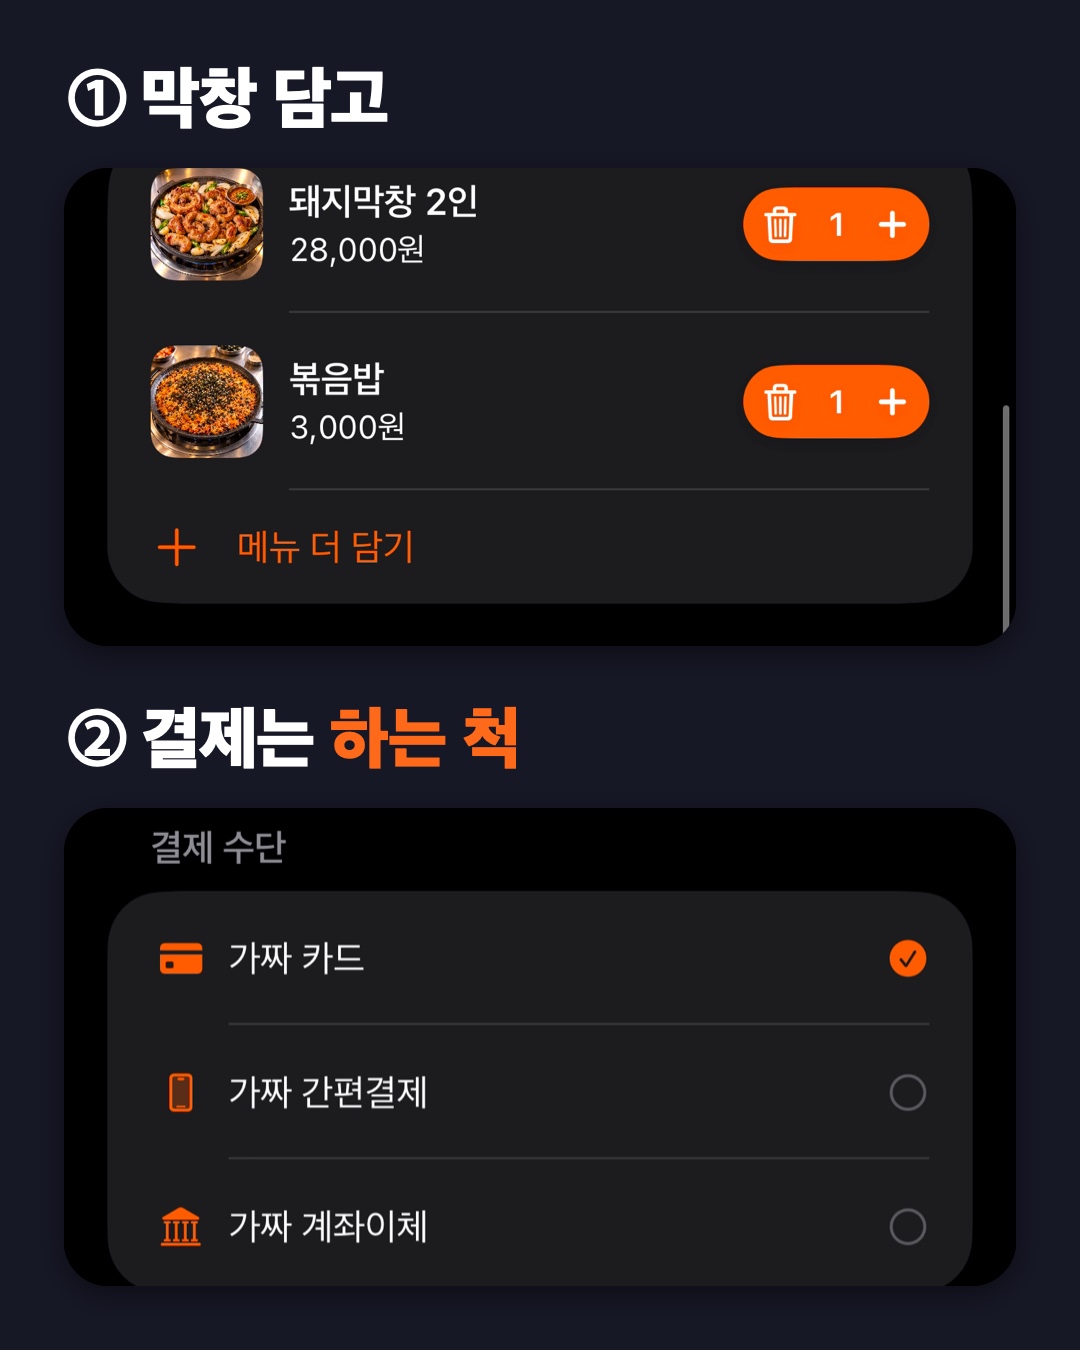 ① 막창 담고
돼지막창 2인
28,000원
1
볶음밥
3,000원
1
메뉴 더 담기
② 결제는 하는 척
결제 수단
가짜 카드
가짜 간편결제
가짜 계좌이체